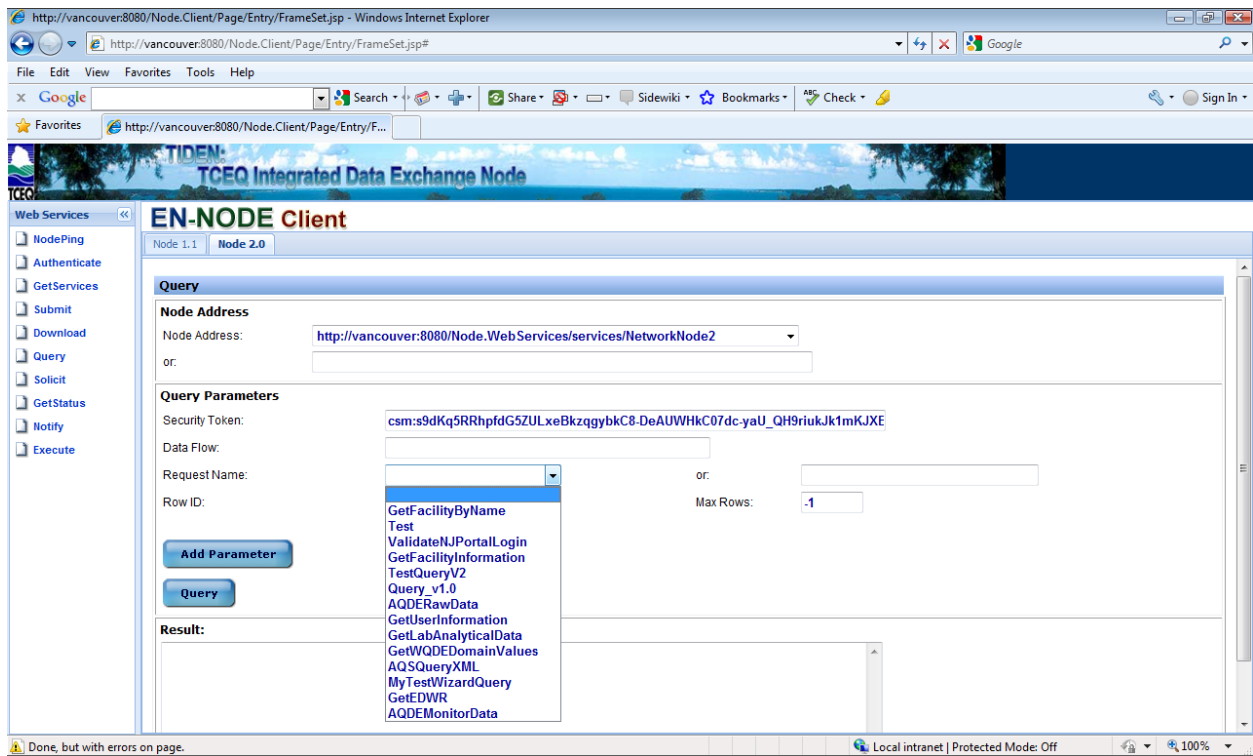 http://vancouver:8080/Node.Client/Page/Entry/FrameSet.jsp - Windows Internet Explorer
http://vancouver:8080/Node.Client/Page/Entry/FrameSet.jsp#
Google
File Edit View Favorites Tools Help
x Google Search Share Sidewiki Bookmarks ABC Check Sign In
Favorites http://vancouver:8080/Node.Client/Page/Entry/F...
TIDEN:
TCEQ Integrated Data Exchange Node
TCEQ
Web Services
NodePing
Authenticate
GetServices
Submit
Download
Query
Solicit
GetStatus
Notify
Execute
EN-NODE Client
Node 1.1 Node 2.0
Query
Node Address
Node Address: http://vancouver:8080/Node.WebServices/services/NetworkNode2
or:
Query Parameters
Security Token: csm:s9dKq5RRhpfdG5ZULxeBkzqgybkC8-DeAUWHkC07dc-yaU_QH9riukJk1mKJXE
Data Flow:
Request Name: or:
Row ID: Max Rows: -1
GetFacilityByName
Test
ValidateNJPortalLogin
GetFacilityInformation
TestQueryV2
Query_v1.0
AQDERawData
GetUserInformation
GetLabAnalyticalData
GetWQDEDomainValues
AQSQueryXML
MyTestWizardQuery
GetEDWR
AQDEMonitorData
Add Parameter
Query
Result:
Done, but with errors on page. Local intranet | Protected Mode: Off 100%